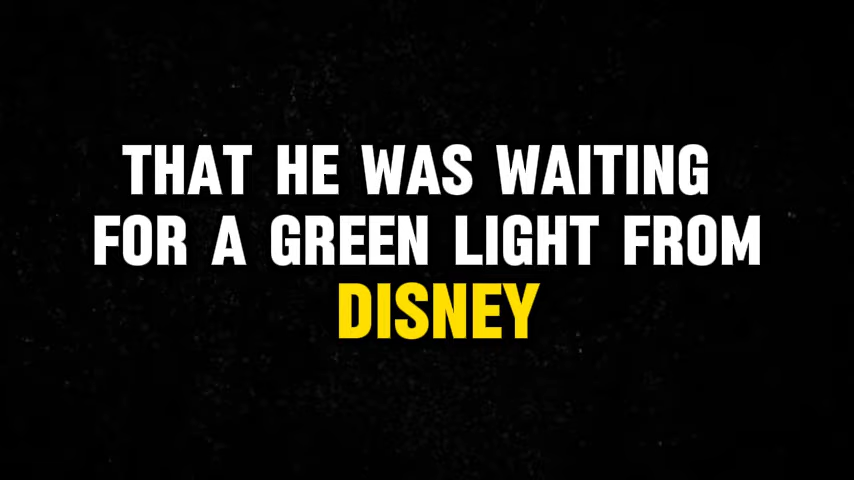 THAT HE WAS WAITING
FOR A GREEN LIGHT FROM
DISNEY